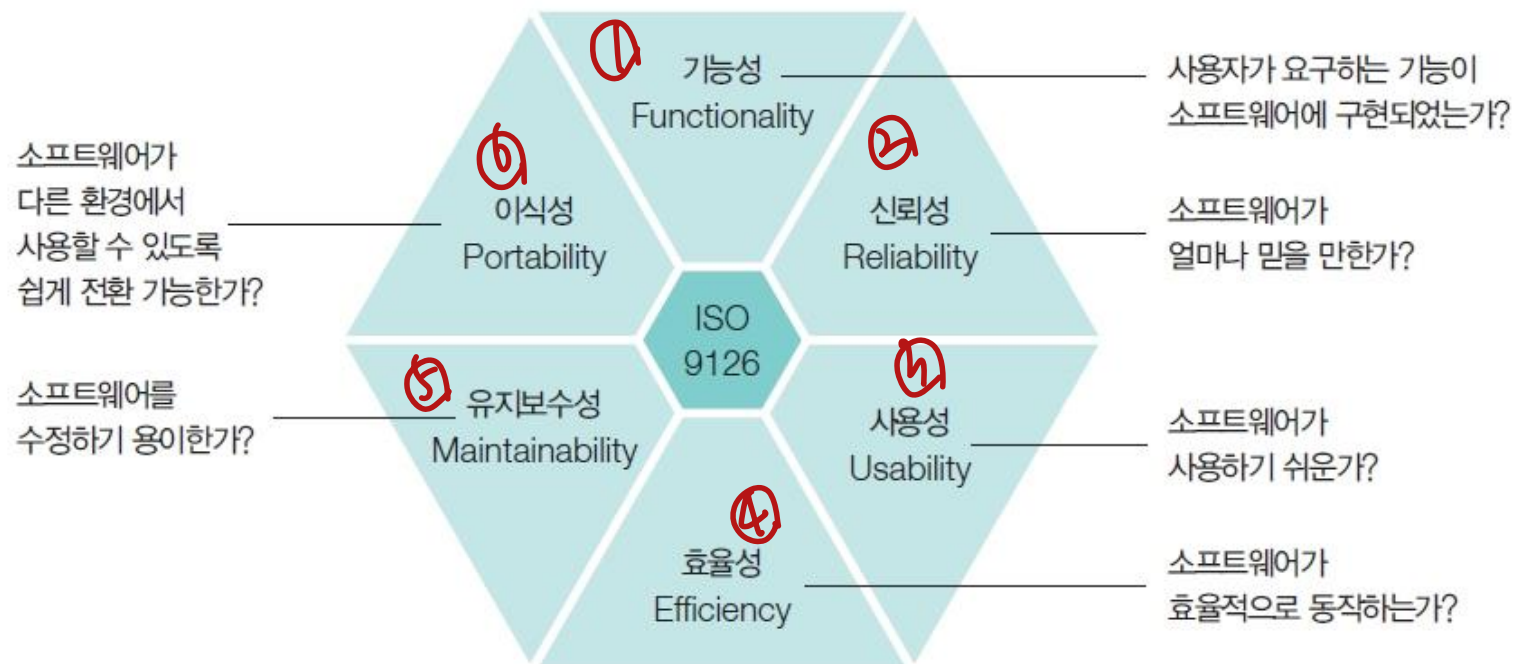 ①
기능성
Functionality
사용자가 요구하는 기능이
소프트웨어에 구현되었는가?
②
신뢰성
Reliability
소프트웨어가
얼마나 믿을 만한가?
사용성
Usability
소프트웨어가
사용하기 쉬운가?
④
효율성
Efficiency
소프트웨어가
효율적으로 동작하는가?
⑤
유지보수성
Maintainability
소프트웨어를
수정하기 용이한가?
⑥
이식성
Portability
소프트웨어가
다른 환경에서
사용할 수 있도록
쉽게 전환 가능한가?
ISO
9126